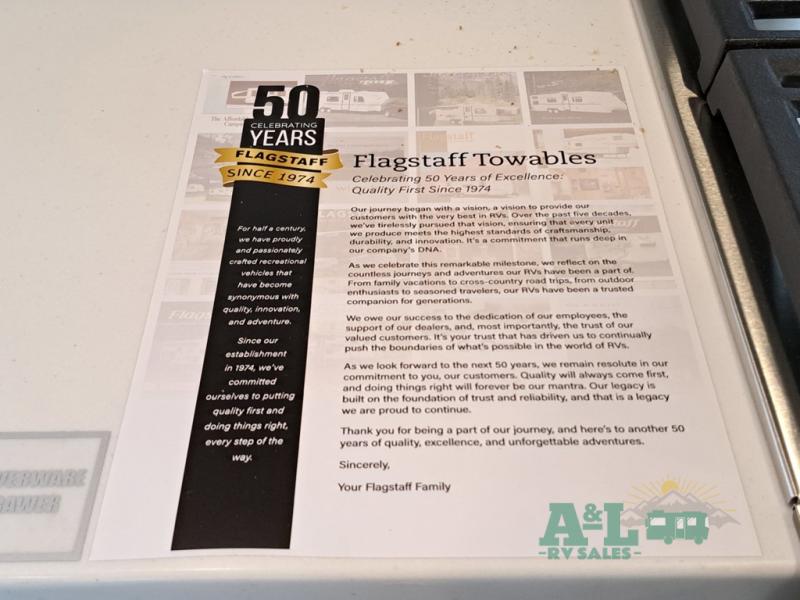 50
CELEBRATING
YEARS
FLAGSTAFF
SINCE 1974
For half a century,
we have proudly
and passionately
crafted recreational
vehicles that
have become
synonymous with
quality, innovation,
and adventure.
Since our
establishment
in 1974, we've
committed
ourselves to putting
quality first and
doing things right,
every step of the
way.
Flagstaff Towables
Celebrating 50 Years of Excellence:
Quality First Since 1974
Our journey began with a vision, a vision to provide our
customers with the very best in RVs. Over the past five decades,
we've tirelessly pursued that vision, ensuring that every unit
we produce meets the highest standards of craftsmanship,
durability, and innovation. It's a commitment that runs deep in
our company's DNA.
As we celebrate this remarkable milestone, we reflect on the
countless journeys and adventures our RVs have been a part of.
From family vacations to cross-country road trips, from outdoor
enthusiasts to seasoned travelers, our RVs have been a trusted
companion for generations.
We owe our success to the dedication of our employees, the
support of our dealers, and, most importantly, the trust of our
valued customers. It's your trust that has driven us to continually
push the boundaries of what's possible in the world of RVs.
As we look forward to the next 50 years, we remain resolute in our
commitment to you, our customers. Quality will always come first,
and doing things right will forever be our mantra. Our legacy is
built on the foundation of trust and reliability, and that is a legacy
we are proud to continue.
Thank you for being a part of our journey, and here's to another 50
years of quality, excellence, and unforgettable adventures.
Sincerely,
Your Flagstaff Family
A&L
RV SALES